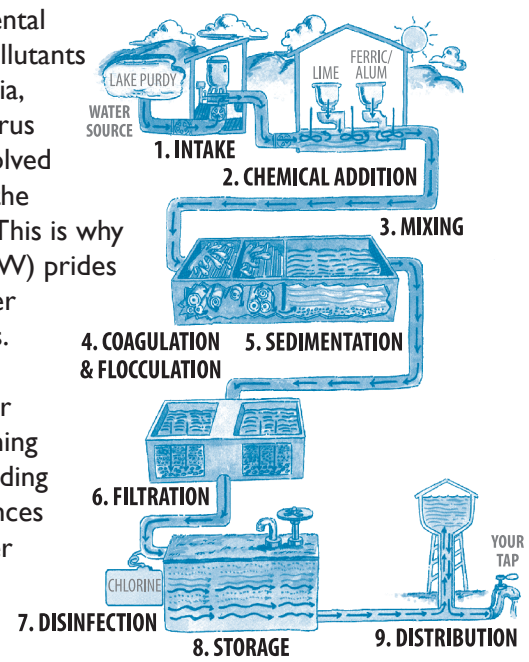 ental
llutants
ia,
rus
olved
the
This is why
W) prides
er
s.
r
ning
ding
nces
er
LAKE PURDY
WATER
SOURCE
1. INTAKE
LIME
FERRIC/
ALUM
2. CHEMICAL ADDITION
3. MIXING
4. COAGULATION
& FLOCCULATION
5. SEDIMENTATION
6. FILTRATION
CHLORINE
7. DISINFECTION
8. STORAGE
YOUR
TAP
9. DISTRIBUTION